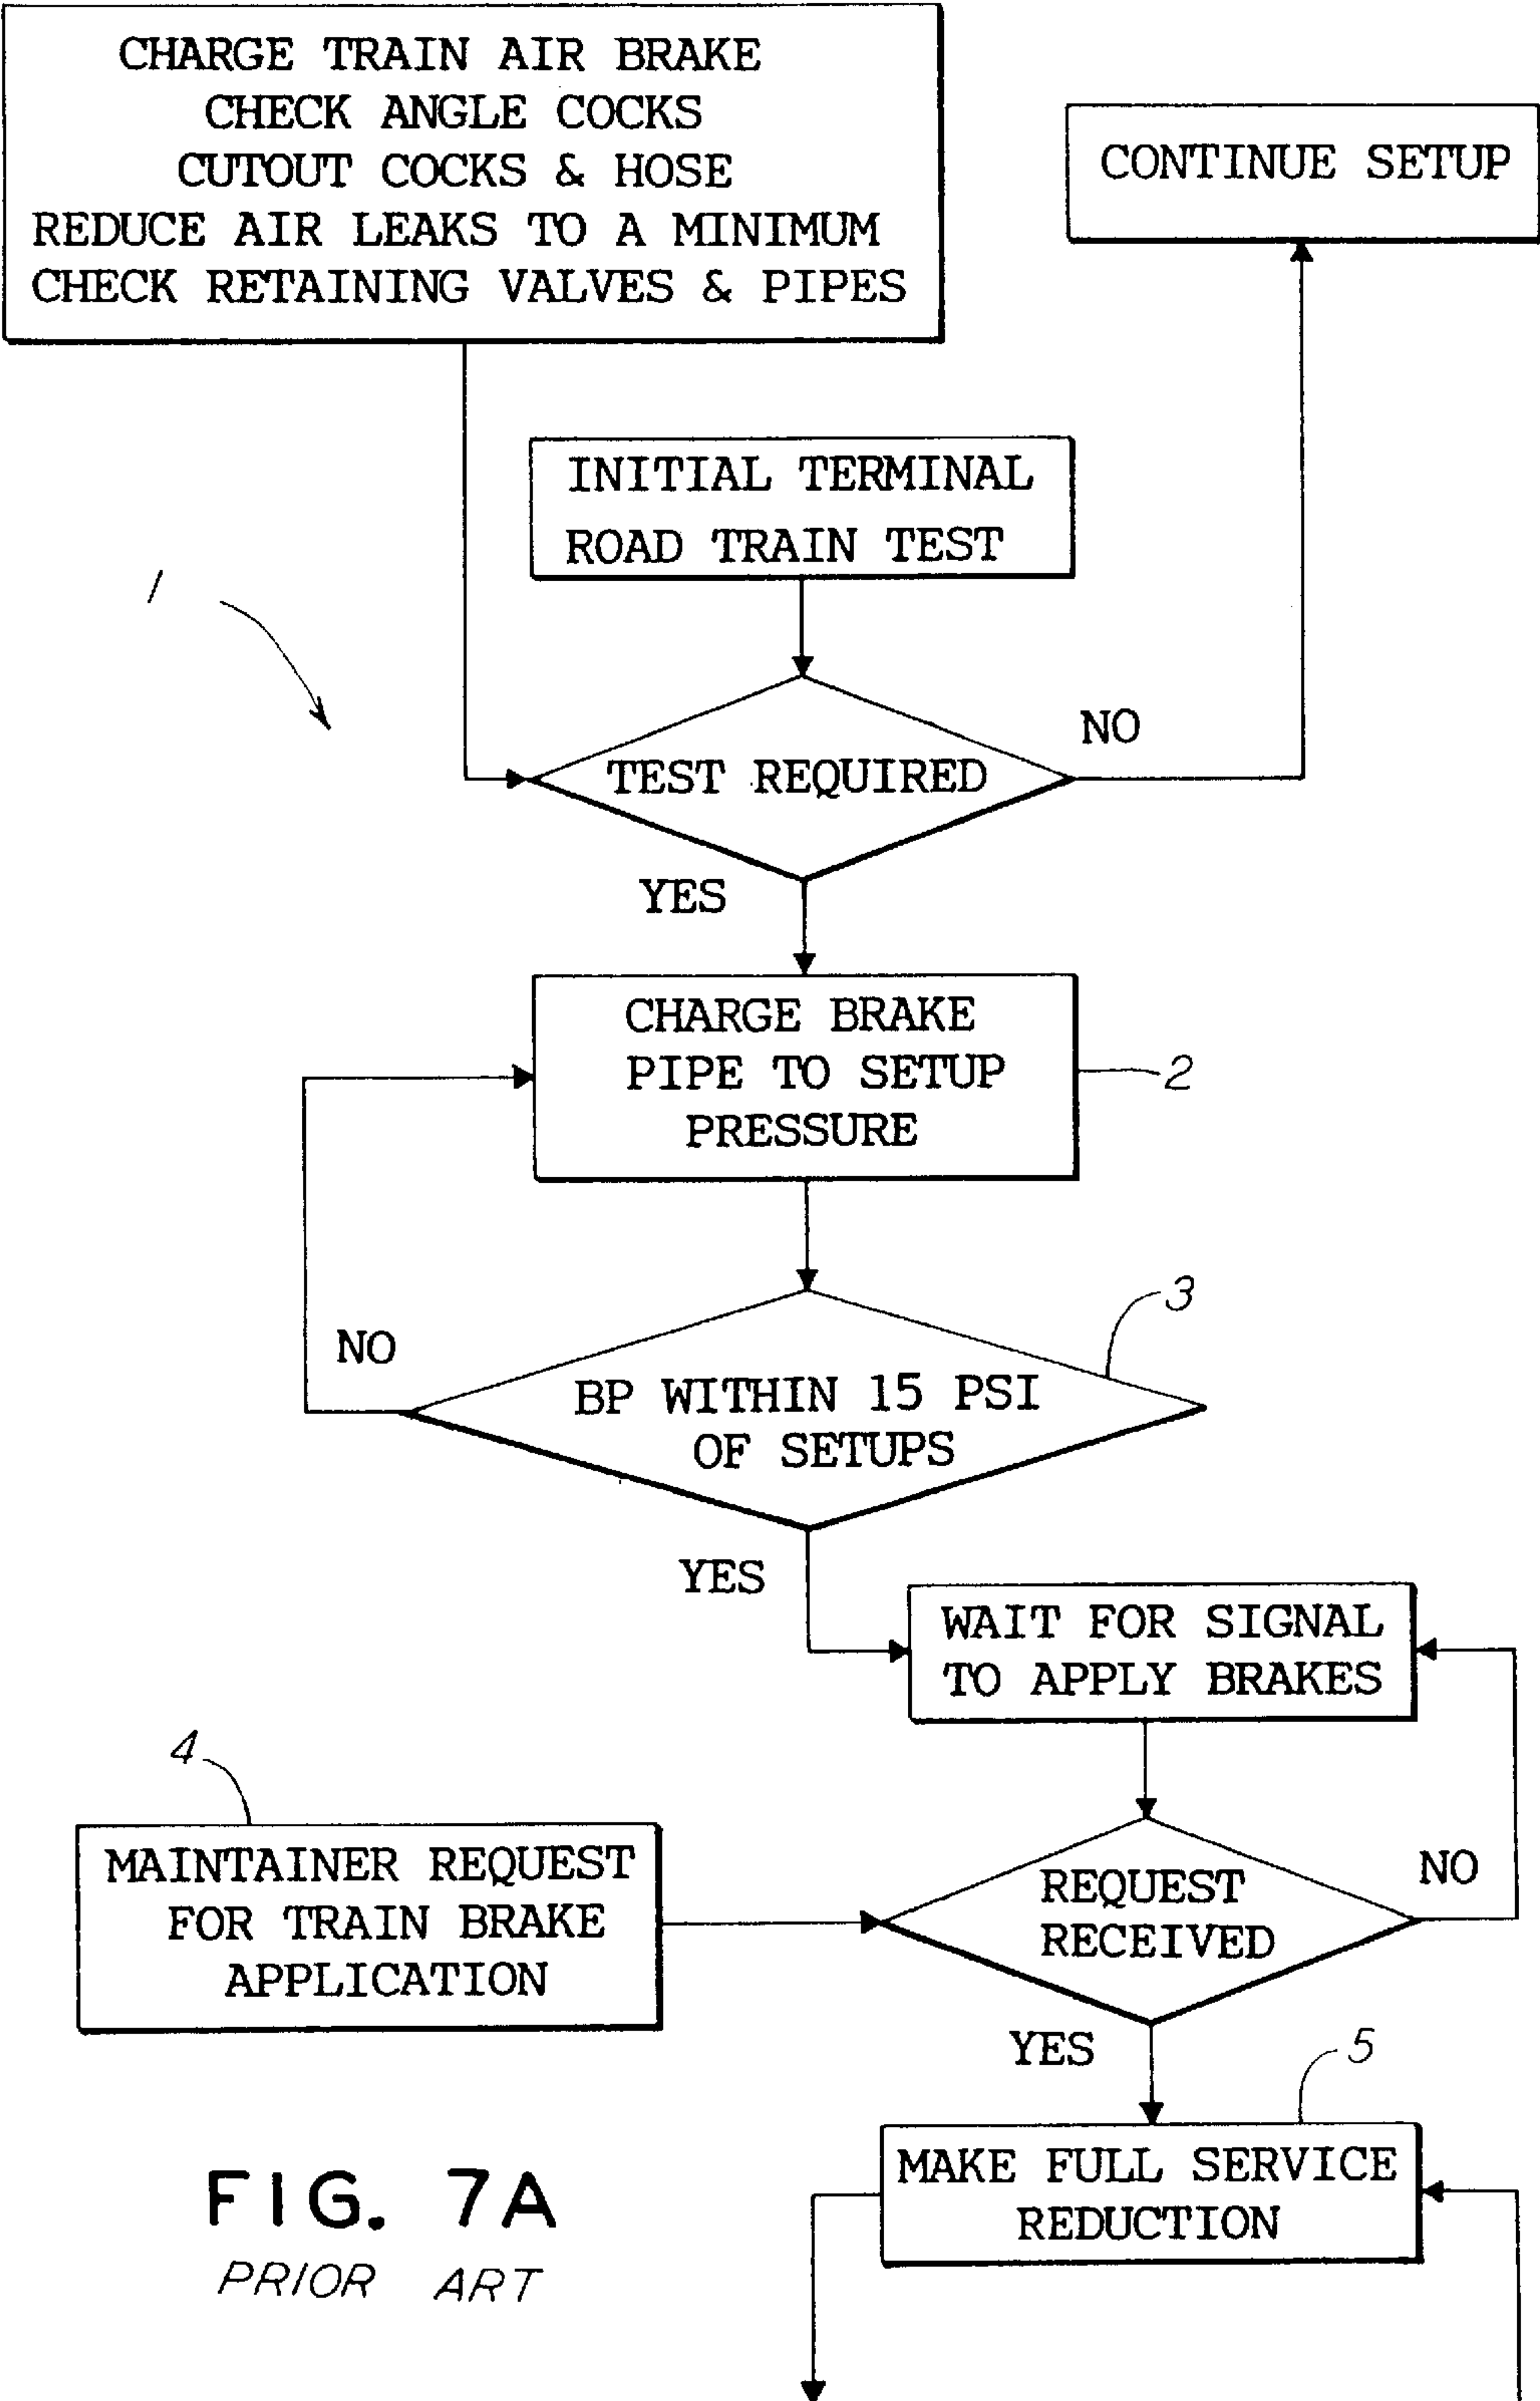 CHARGE TRAIN AIR BRAKE
CHECK ANGLE COCKS
CUTOUT COCKS & HOSE
REDUCE AIR LEAKS TO A MINIMUM
CHECK RETAINING VALVES & PIPES
CONTINUE SETUP
INITIAL TERMINAL
ROAD TRAIN TEST
1
TEST REQUIRED
NO
YES
CHARGE BRAKE
PIPE TO SETUP
PRESSURE
2
3
NO
BP WITHIN 15 PSI
OF SETUPS
YES
WAIT FOR SIGNAL
TO APPLY BRAKES
4
MAINTAINER REQUEST
FOR TRAIN BRAKE
APPLICATION
REQUEST
RECEIVED
NO
YES
5
MAKE FULL SERVICE
REDUCTION
FIG. 7A
PRIOR ART